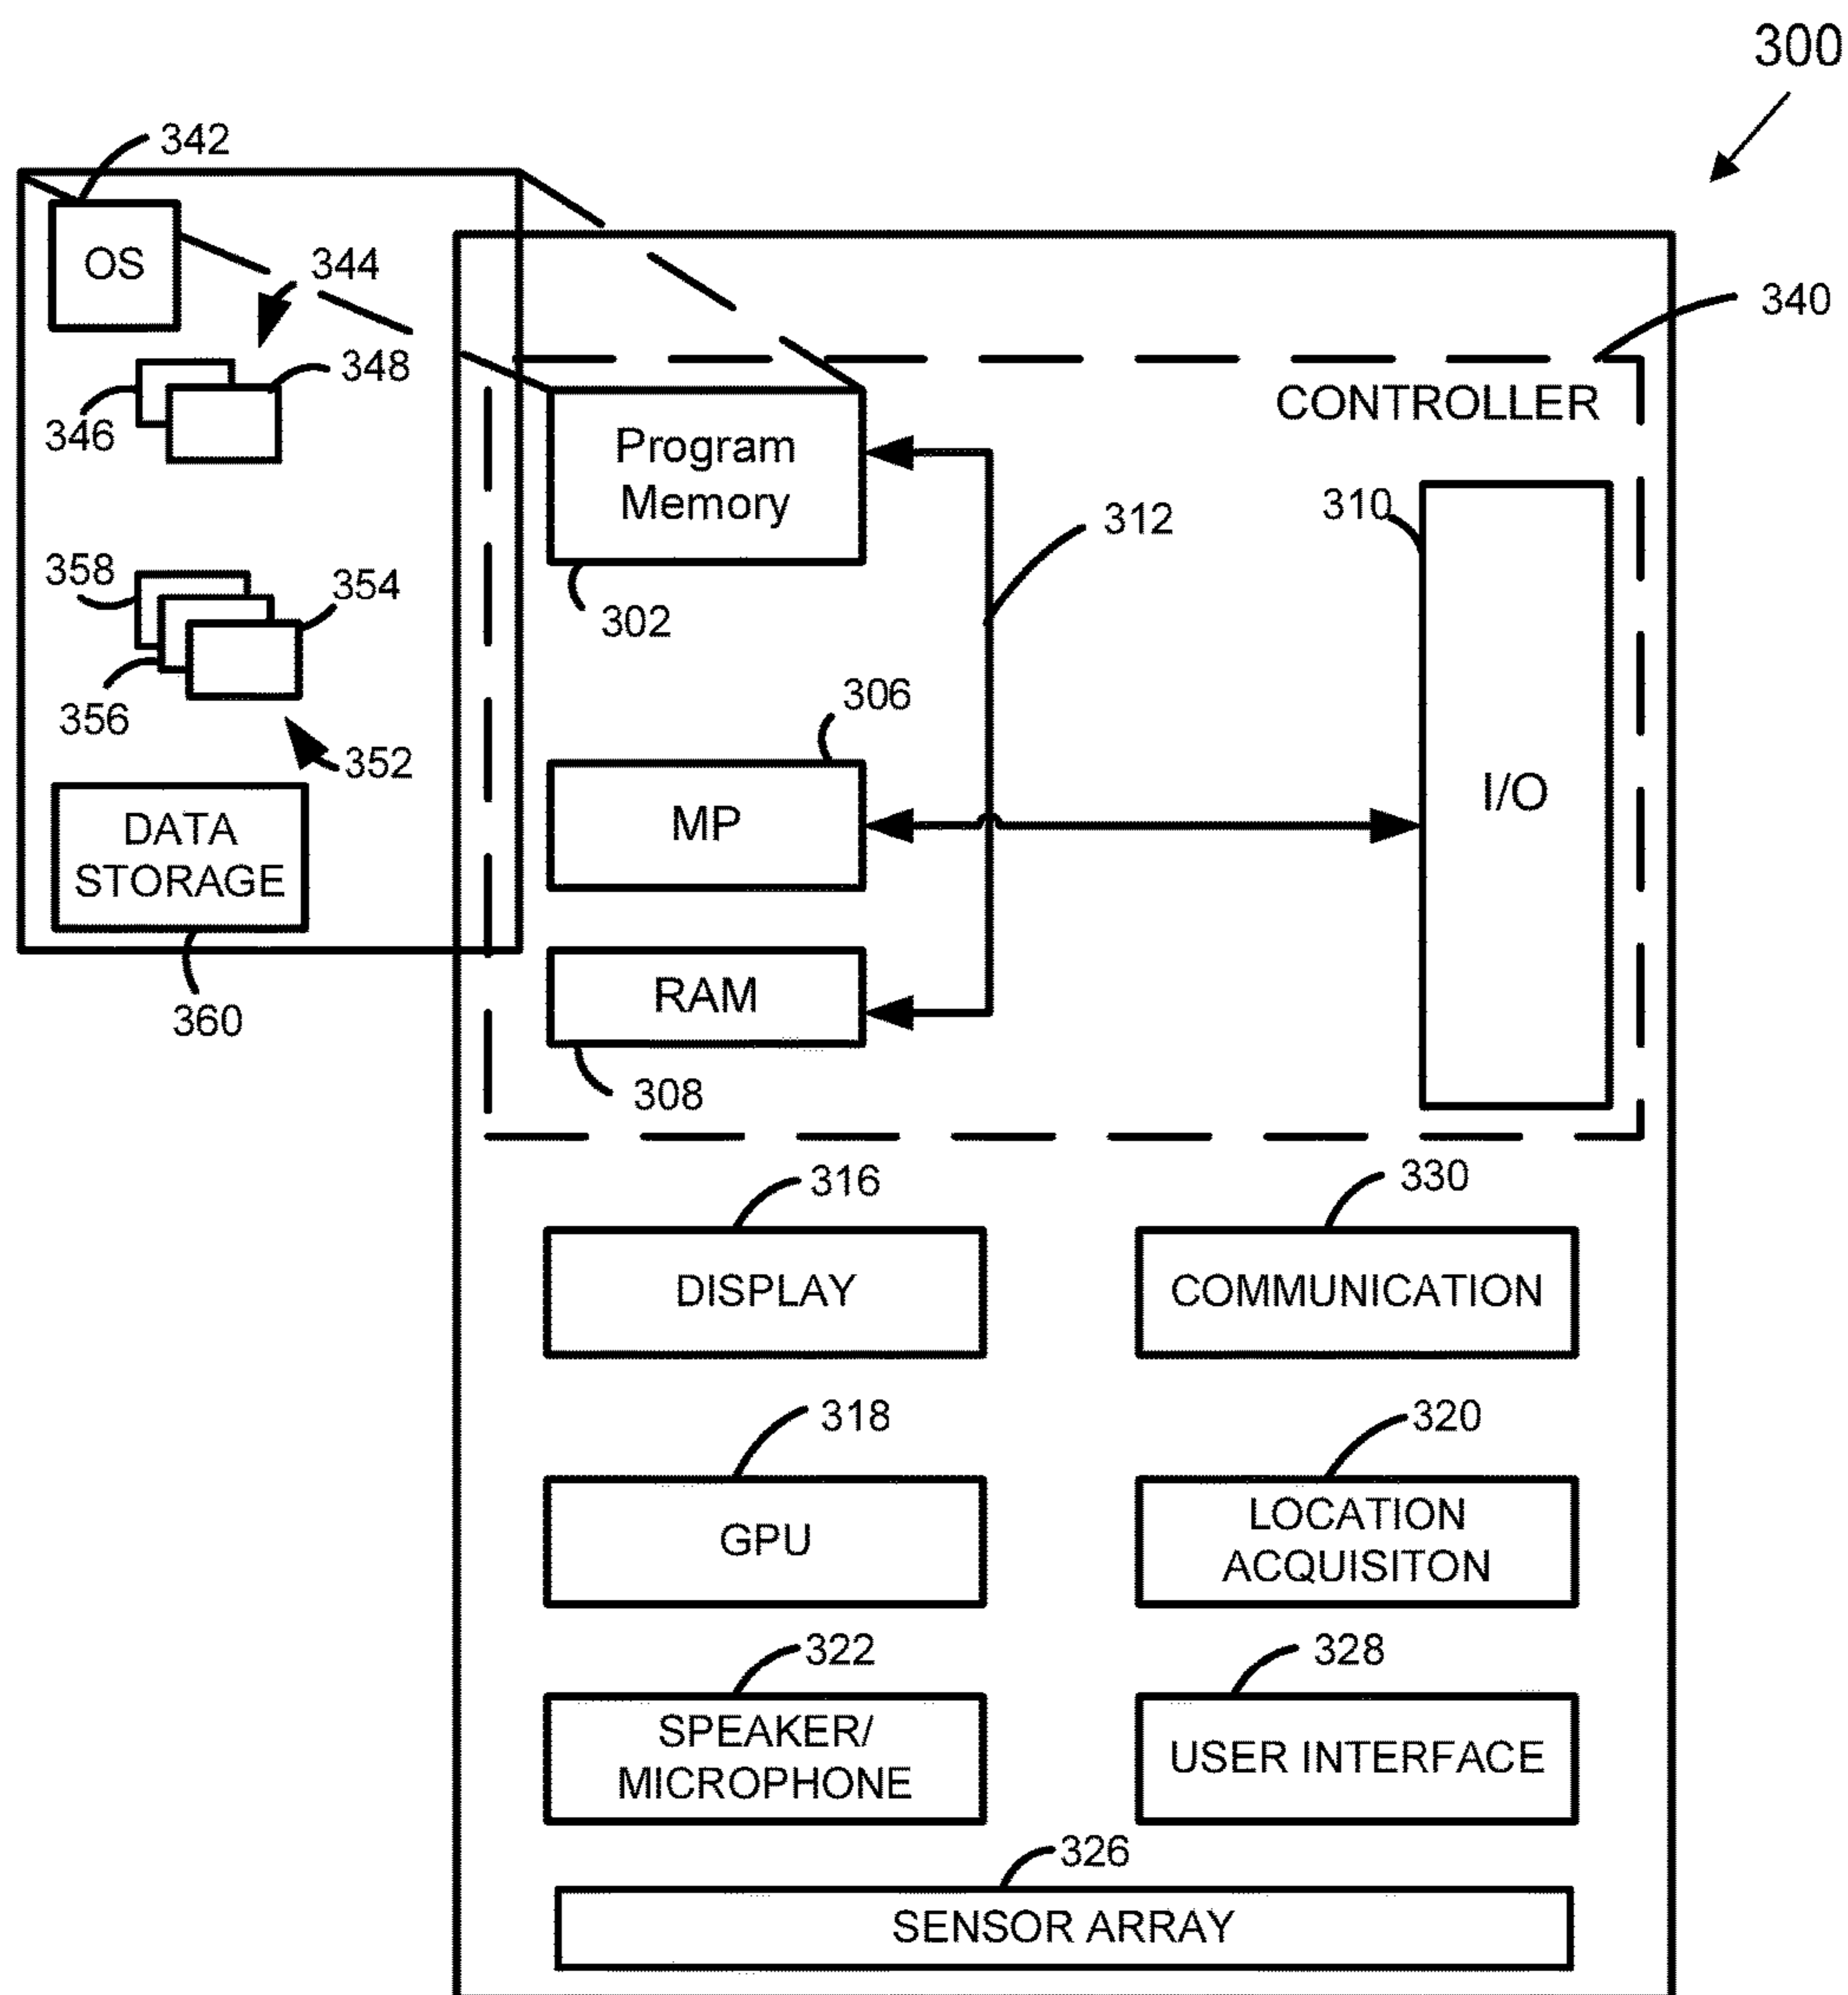 300
342
OS
344
340
348
346
CONTROLLER
Program
Memory
310
312
358
354
302
356
306
352
MP
I/O
DATA
STORAGE
RAM
360
308
316
330
DISPLAY
COMMUNICATION
318
320
GPU
LOCATION
ACQUISITON
322
328
SPEAKER/
MICROPHONE
USER INTERFACE
326
SENSOR ARRAY